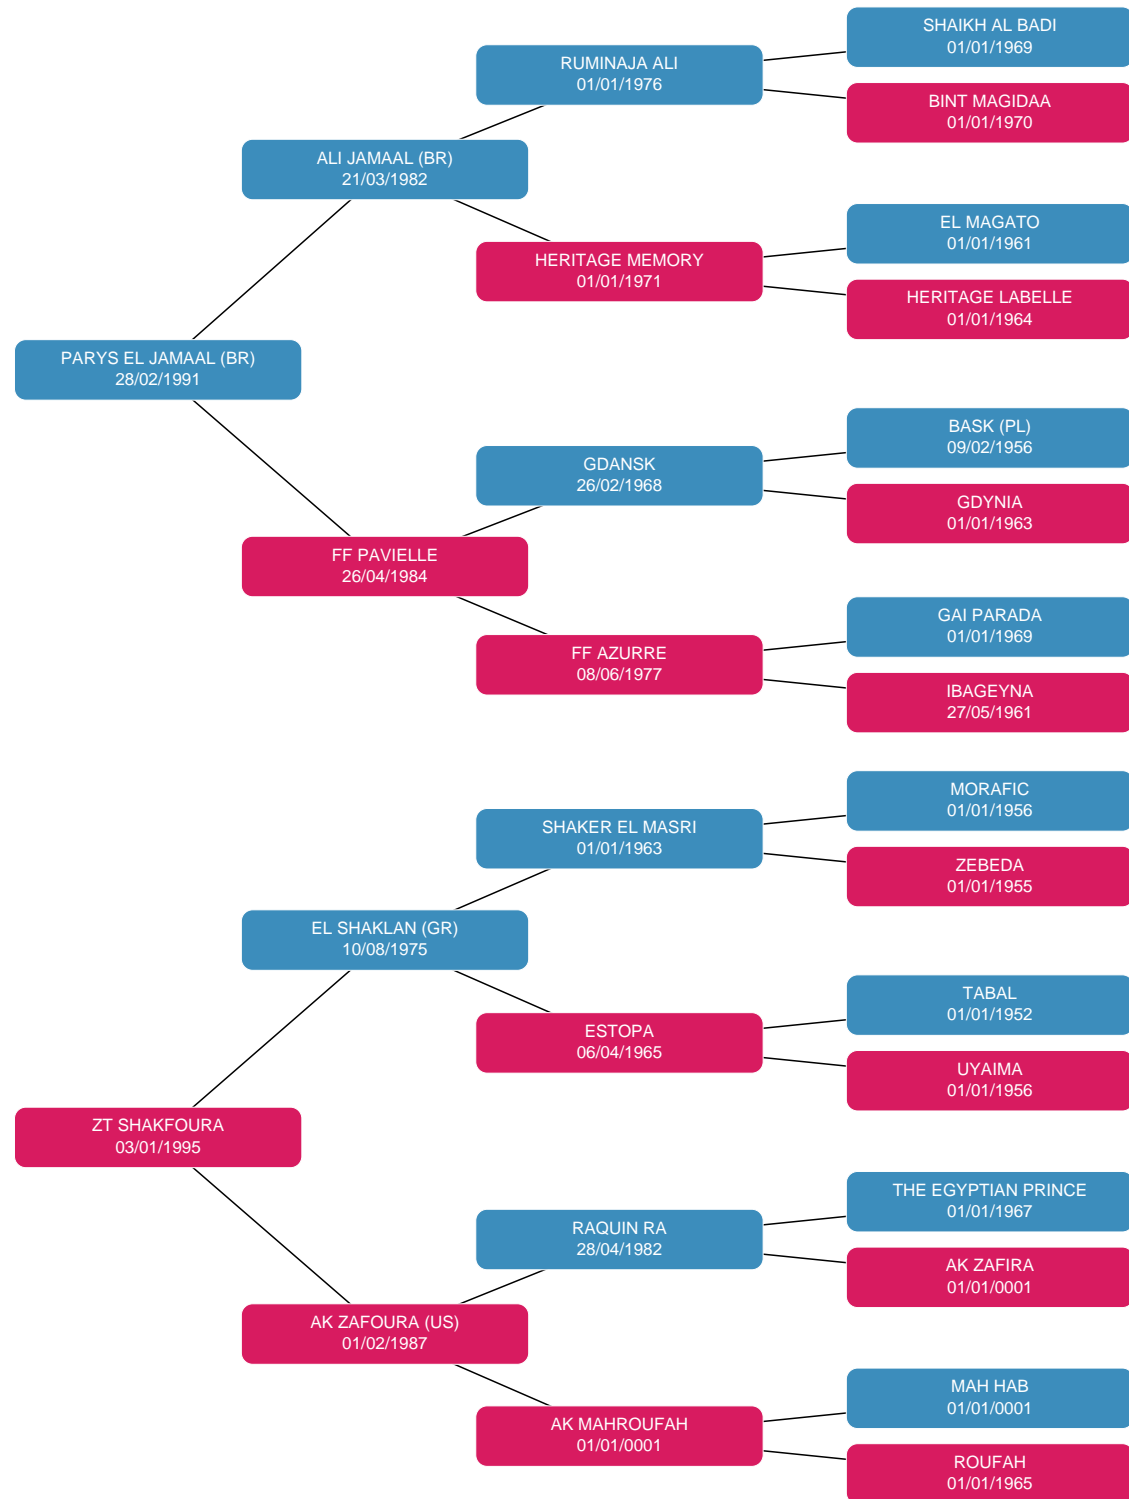 SHAIKH AL BADI
01/01/1969
RUMINAJA ALI
01/01/1976
BINT MAGIDAA
01/01/1970
ALI JAMAAL (BR)
21/03/1982
EL MAGATO
01/01/1961
HERITAGE MEMORY
01/01/1971
HERITAGE LABELLE
01/01/1964
PARYS EL JAMAAL (BR)
28/02/1991
BASK (PL)
09/02/1956
GDANSK
26/02/1968
GDYNIA
01/01/1963
FF PAVIELLE
26/04/1984
GAI PARADA
01/01/1969
FF AZURRE
08/06/1977
IBAGEYNA
27/05/1961
MORAFIC
01/01/1956
SHAKER EL MASRI
01/01/1963
ZEBEDA
01/01/1955
EL SHAKLAN (GR)
10/08/1975
TABAL
01/01/1952
ESTOPA
06/04/1965
UYAIMA
01/01/1956
ZT SHAKFOURA
03/01/1995
THE EGYPTIAN PRINCE
01/01/1967
RAQUIN RA
28/04/1982
AK ZAFIRA
01/01/0001
AK ZAFOURA (US)
01/02/1987
MAH HAB
01/01/0001
AK MAHROUFAH
01/01/0001
ROUFAH
01/01/1965